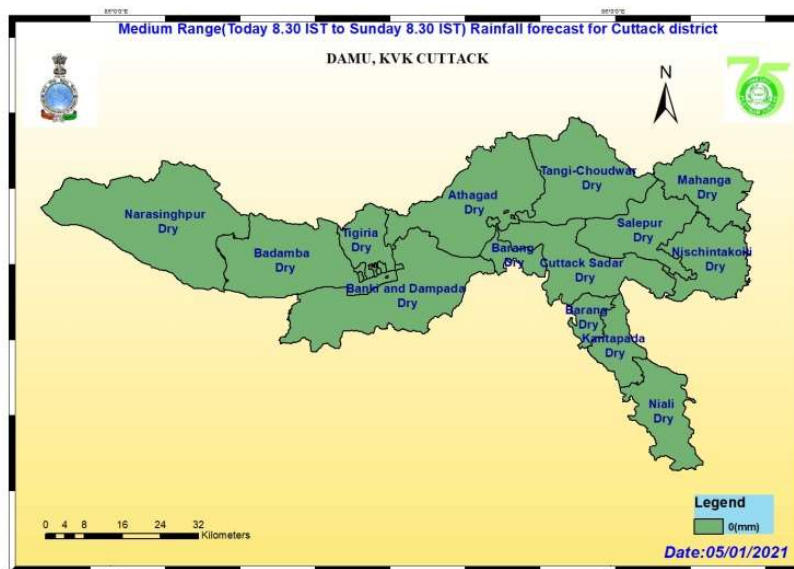 Medium Range(Today 8.30 IST to Sunday 8.30 IST) Rainfall forecast for Cuttack district
DAMU, KVK CUTTACK
N
75
Tangi-Choudwar
Dry
Mahanga
Dry
Athagad
Dry
Narasinghpur
Dry
Salepur
Dry
Tigiria
Dry
Badamba
Dry
Barang
Dry
Cuttack Sadar
Dry
Nischintakoili
Dry
Banki and Dampada
Dry
Barang
Dry
Kantapada
Dry
Niali
Dry
Legend
0(mm)
0 4 8 16 24 32
Kilometers
Date:05/01/2021